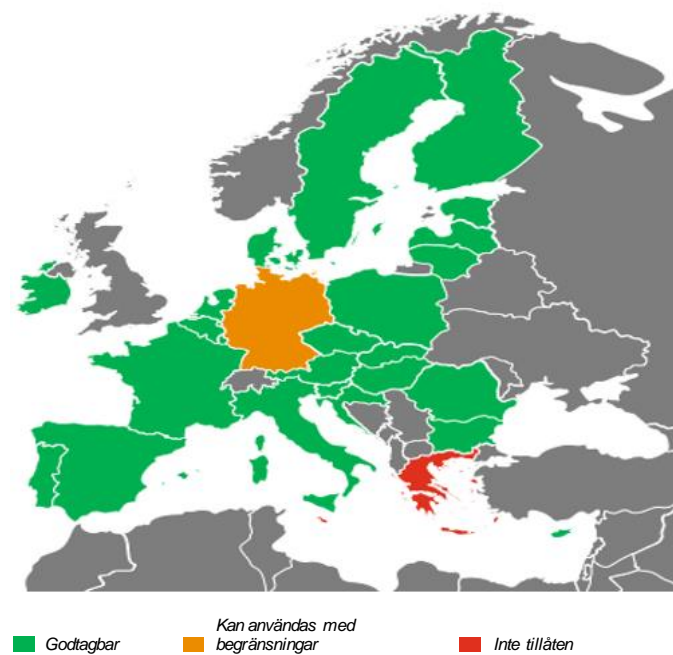 Godtagbar
Kan användas med
begränsningar
Inte tillåten